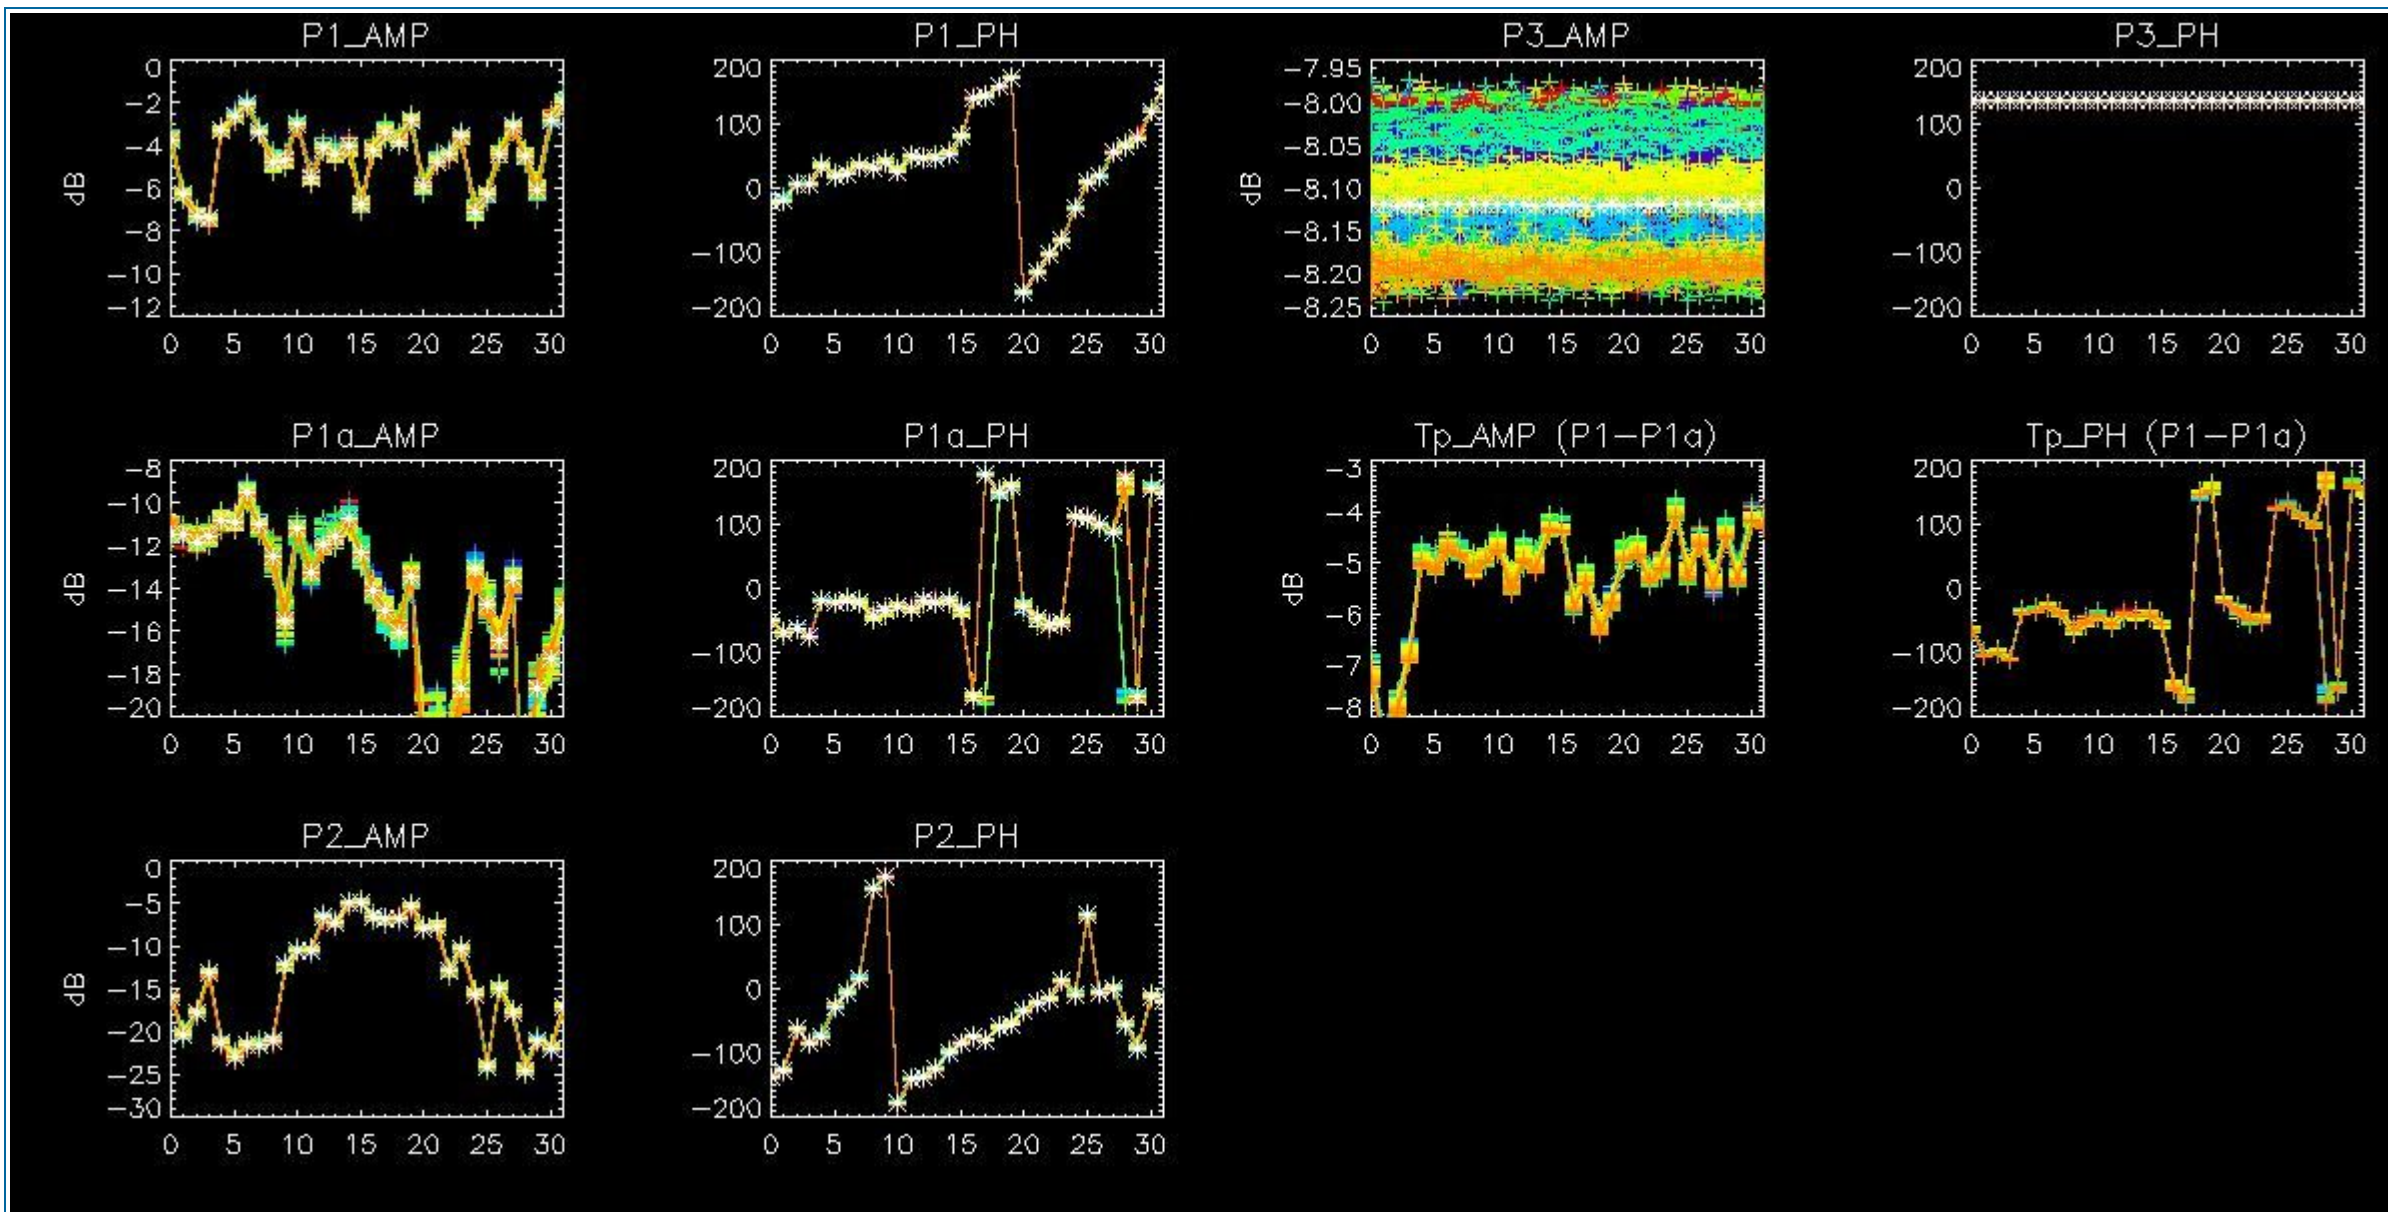 P1_AMP P1_PH P3_AMP P3_PH
0 200 -7.95 200
-2 -8.00
100 100
-4 -8.05
dB -6 0 dB -8.10 0
-8 -8.15
-100 -100
-10 -8.20
-12 -200 -8.25 -200
0 5 10 15 20 25 30 0 5 10 15 20 25 30 0 5 10 15 20 25 30 0 5 10 15 20 25 30
P1a_AMP P1a_PH Tp_AMP (P1-P1a) Tp_PH (P1-P1a)
-8 200 -3 200
-10 100 -4 100
-12
dB -14 0 dB -5 0
-16 -6
-100 -7 -100
-18
-20 -200 -8 -200
0 5 10 15 20 25 30 0 5 10 15 20 25 30 0 5 10 15 20 25 30 0 5 10 15 20 25 30
P2_AMP P2_PH
0 200
-5 100
-10
dB -15 0
-20 -100
-25
-30 -200
0 5 10 15 20 25 30 0 5 10 15 20 25 30